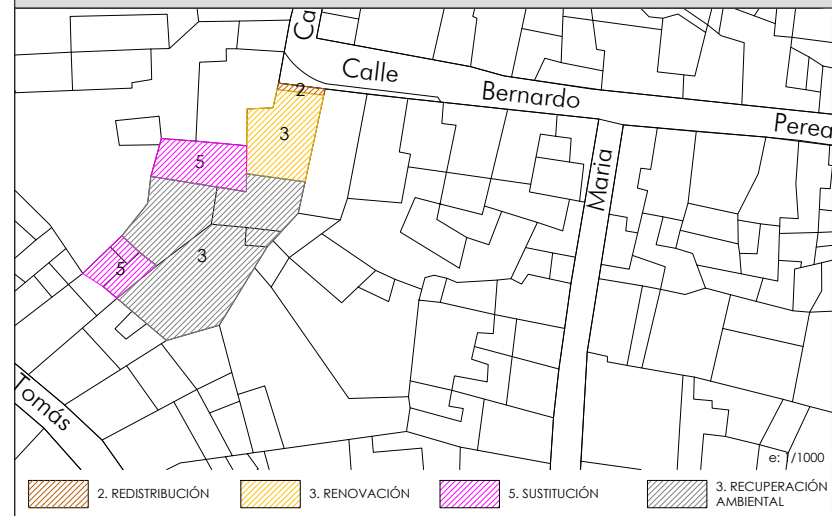 Ca
Calle Bernardo Perea
2
3
5
Maria
3
5
Tomás
e: 1/1000
2. REDISTRIBUCIÓN
3. RENOVACIÓN
5. SUSTITUCIÓN
3. RECUPERACIÓN
AMBIENTAL